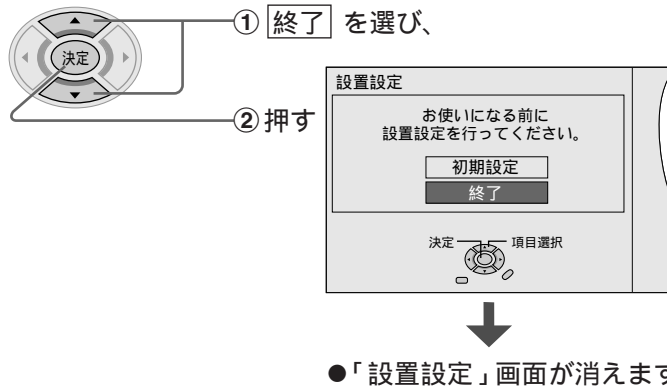 ① 終了 を選び、
決定
② 押す
設置設定
お使いになる前に
設置設定を行ってください。
初期設定
終了
決定 項目選択
●「設置設定」画面が消えます